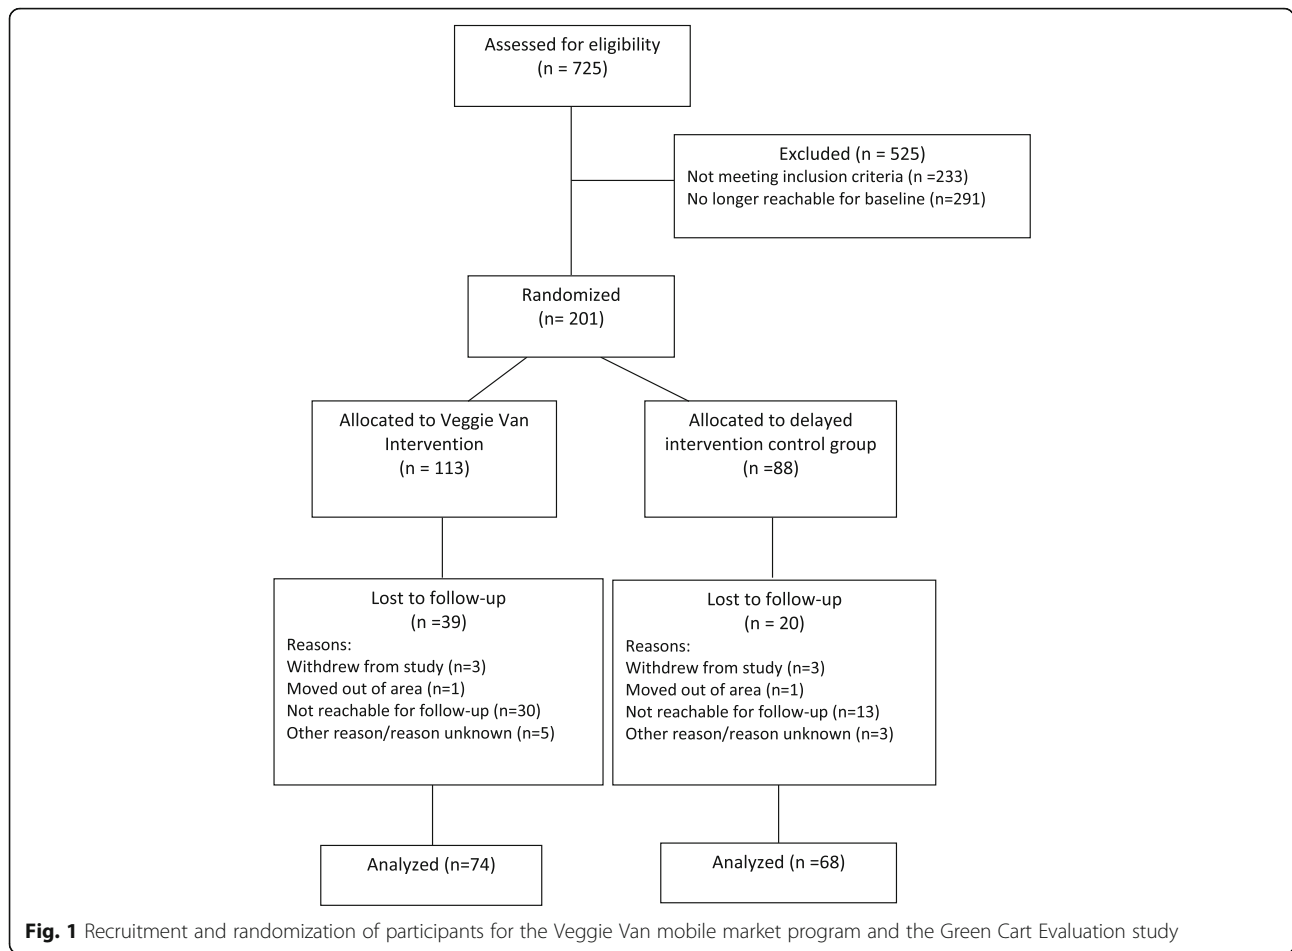 Assessed for eligibility
(n = 725)
Excluded (n = 525)
Not meeting inclusion criteria (n =233)
No longer reachable for baseline (n=291)
Randomized
(n= 201)
Allocated to Veggie Van
Intervention
(n = 113)
Allocated to delayed
intervention control group
(n =88)
Lost to follow-up
(n =39)
Reasons:
Withdrew from study (n=3)
Moved out of area (n=1)
Not reachable for follow-up (n=30)
Other reason/reason unknown (n=5)
Lost to follow-up
(n = 20)
Reasons:
Withdrew from study (n=3)
Moved out of area (n=1)
Not reachable for follow-up (n=13)
Other reason/reason unknown (n=3)
Analyzed (n=74)
Analyzed (n =68)
Fig. 1 Recruitment and randomization of participants for the Veggie Van mobile market program and the Green Cart Evaluation study